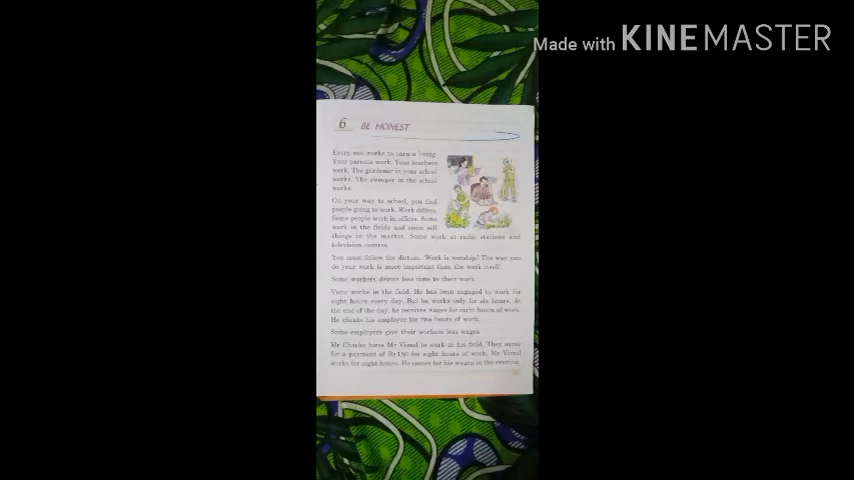 Made with KINEMASTER
6 BE HONEST
Every one works to earn a living.
Your parents work. Your teachers
work. The gardener in your school
works. The sweeper in the school
works.
On your way to school, you find
people going to work. Work differs.
Some people work in offices. Some
work in the fields and some sell
things in the market. Some work at radio stations and
television centres.
You must follow the dictum, 'Work is worship'. The way you
do your work is more important than the work itself.
Some workers devote less time to their work.
works in the field. He has been engaged to work for
eight hours every day. But he works only for six hours. At
the end of the day, he receives wages for eight hours of work.
He cheats his employer for two hours of work.
Some employers give their workers less wages.
Mr Chacko hires Mr Vimal to work in his field. They agree
for a payment of Rs 150 for eight hours of work. Mr Vimal
works for eight hours. He comes for his wages in the evening.